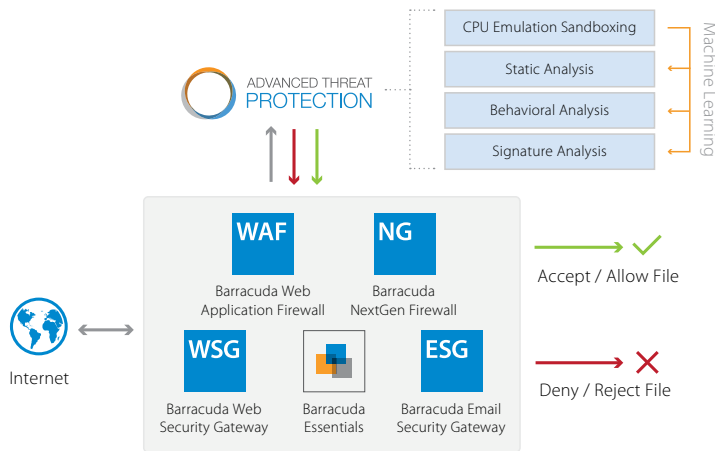 CPU Emulation Sandboxing
Static Analysis
Behavioral Analysis
Signature Analysis
Machine Learning
ADVANCED THREAT
PROTECTION
WAF
Barracuda Web
Application Firewall
NG
Barracuda
NextGen Firewall
WSG
Barracuda Web
Security Gateway
Barracuda
Essentials
ESG
Barracuda Email
Security Gateway
Internet
Accept / Allow File
Deny / Reject File